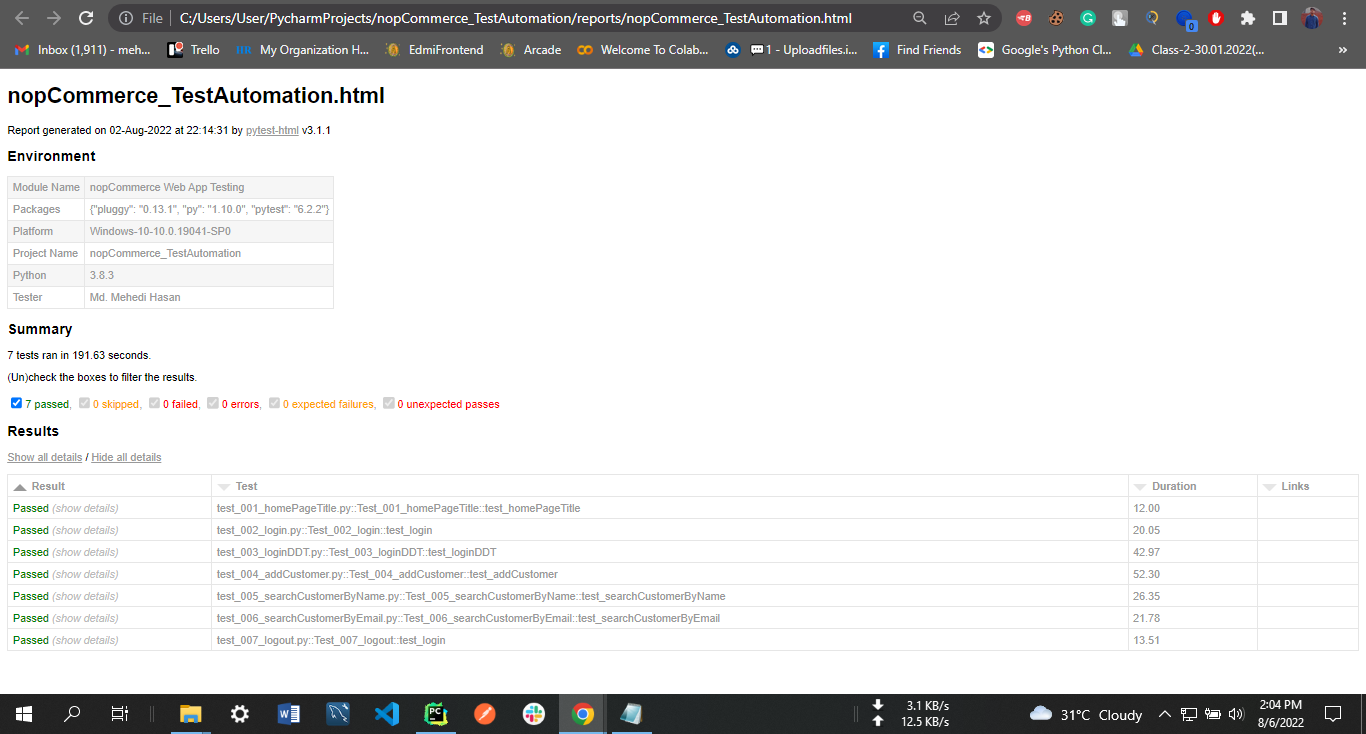 File C:/Users/User/PycharmProjects/nopCommerce_TestAutomation/reports/nopCommerce_TestAutomation.html
0
Inbox (1,911) - meh... Trello HR My Organization H... EdmiFrontend Arcade Welcome To Colab... 1 - Uploadfiles.i... Find Friends Google's Python Cl... Class-2-30.01.2022(... »
nopCommerce_TestAutomation.html
Report generated on 02-Aug-2022 at 22:14:31 by pytest-html v3.1.1
Environment
Module Name nopCommerce Web App Testing
Packages {"pluggy": "0.13.1", "py": "1.10.0", "pytest": "6.2.2"}
Platform Windows-10-10.0.19041-SP0
Project Name nopCommerce_TestAutomation
Python 3.8.3
Tester Md. Mehedi Hasan
Summary
7 tests ran in 191.63 seconds.
(Un)check the boxes to filter the results.
7 passed, 0 skipped, 0 failed, 0 errors, 0 expected failures, 0 unexpected passes
Results
Show all details / Hide all details
Result Test Duration Links
Passed (show details) test_001_homePageTitle.py::Test_001_homePageTitle::test_homePageTitle 12.00
Passed (show details) test_002_login.py::Test_002_login::test_login 20.05
Passed (show details) test_003_loginDDT.py::Test_003_loginDDT::test_loginDDT 42.97
Passed (show details) test_004_addCustomer.py::Test_004_addCustomer::test_addCustomer 52.30
Passed (show details) test_005_searchCustomerByName.py::Test_005_searchCustomerByName::test_searchCustomerByName 26.35
Passed (show details) test_006_searchCustomerByEmail.py::Test_006_searchCustomerByEmail::test_searchCustomerByEmail 21.78
Passed (show details) test_007_logout.py::Test_007_logout::test_login 13.51
3.1 KB/s
12.5 KB/s
31°C Cloudy
2:04 PM
8/6/2022